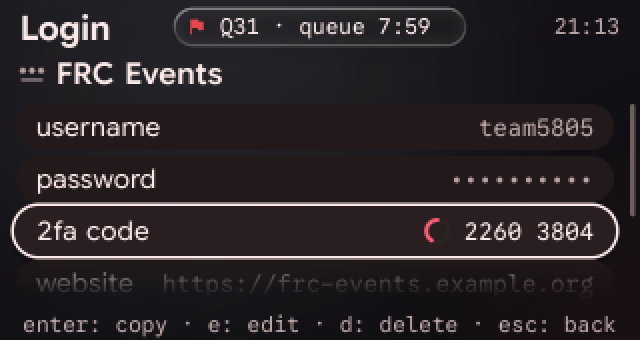 Login
Q31 · queue 7:59
21:13
FRC Events
username team5805
password ••••••••••
2fa code 2260 3804
website https://frc-events.example.org
enter: copy · e: edit · d: delete · esc: back